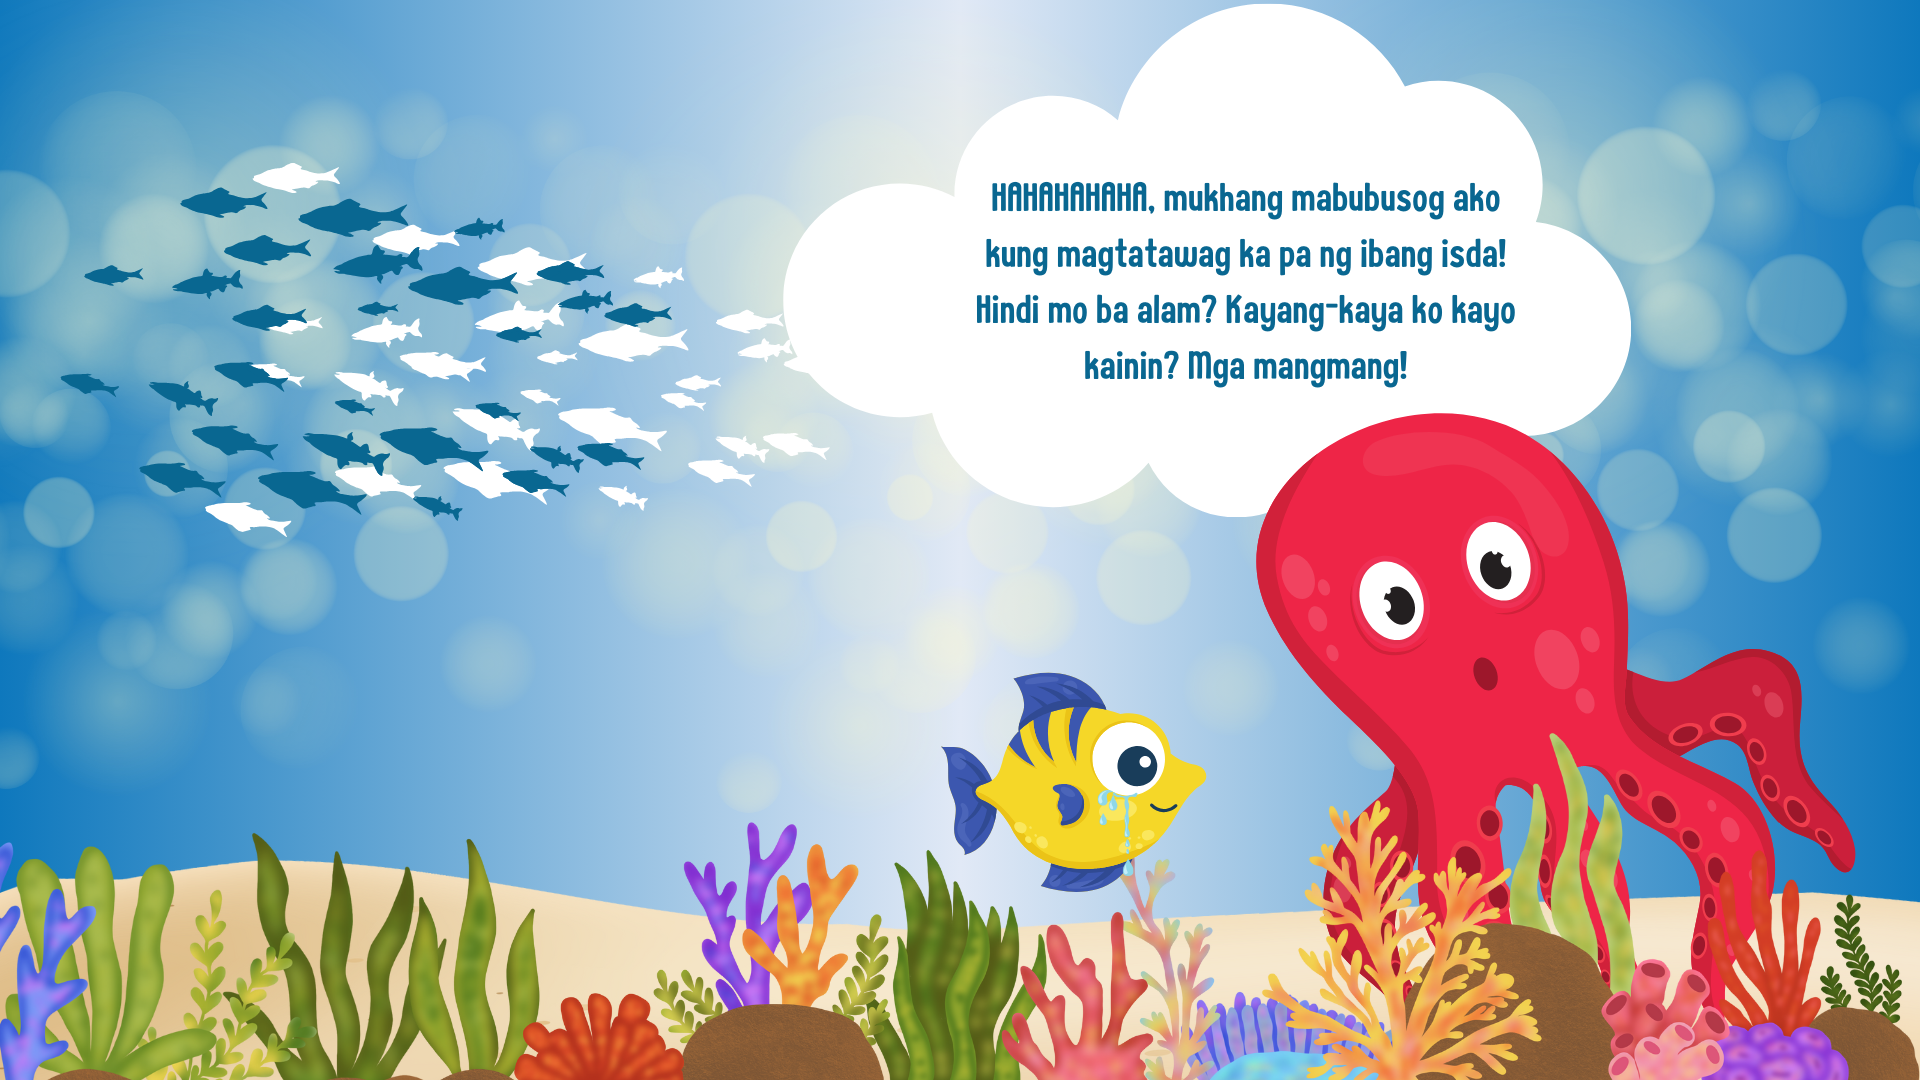 HAHAHAHAHA, mukhang mabubusog ako
kung magtatawag ka pa ng ibang isda!
Hindi mo ba alam? Kayang-kaya ko kayo
kainin? Mga mangmang!